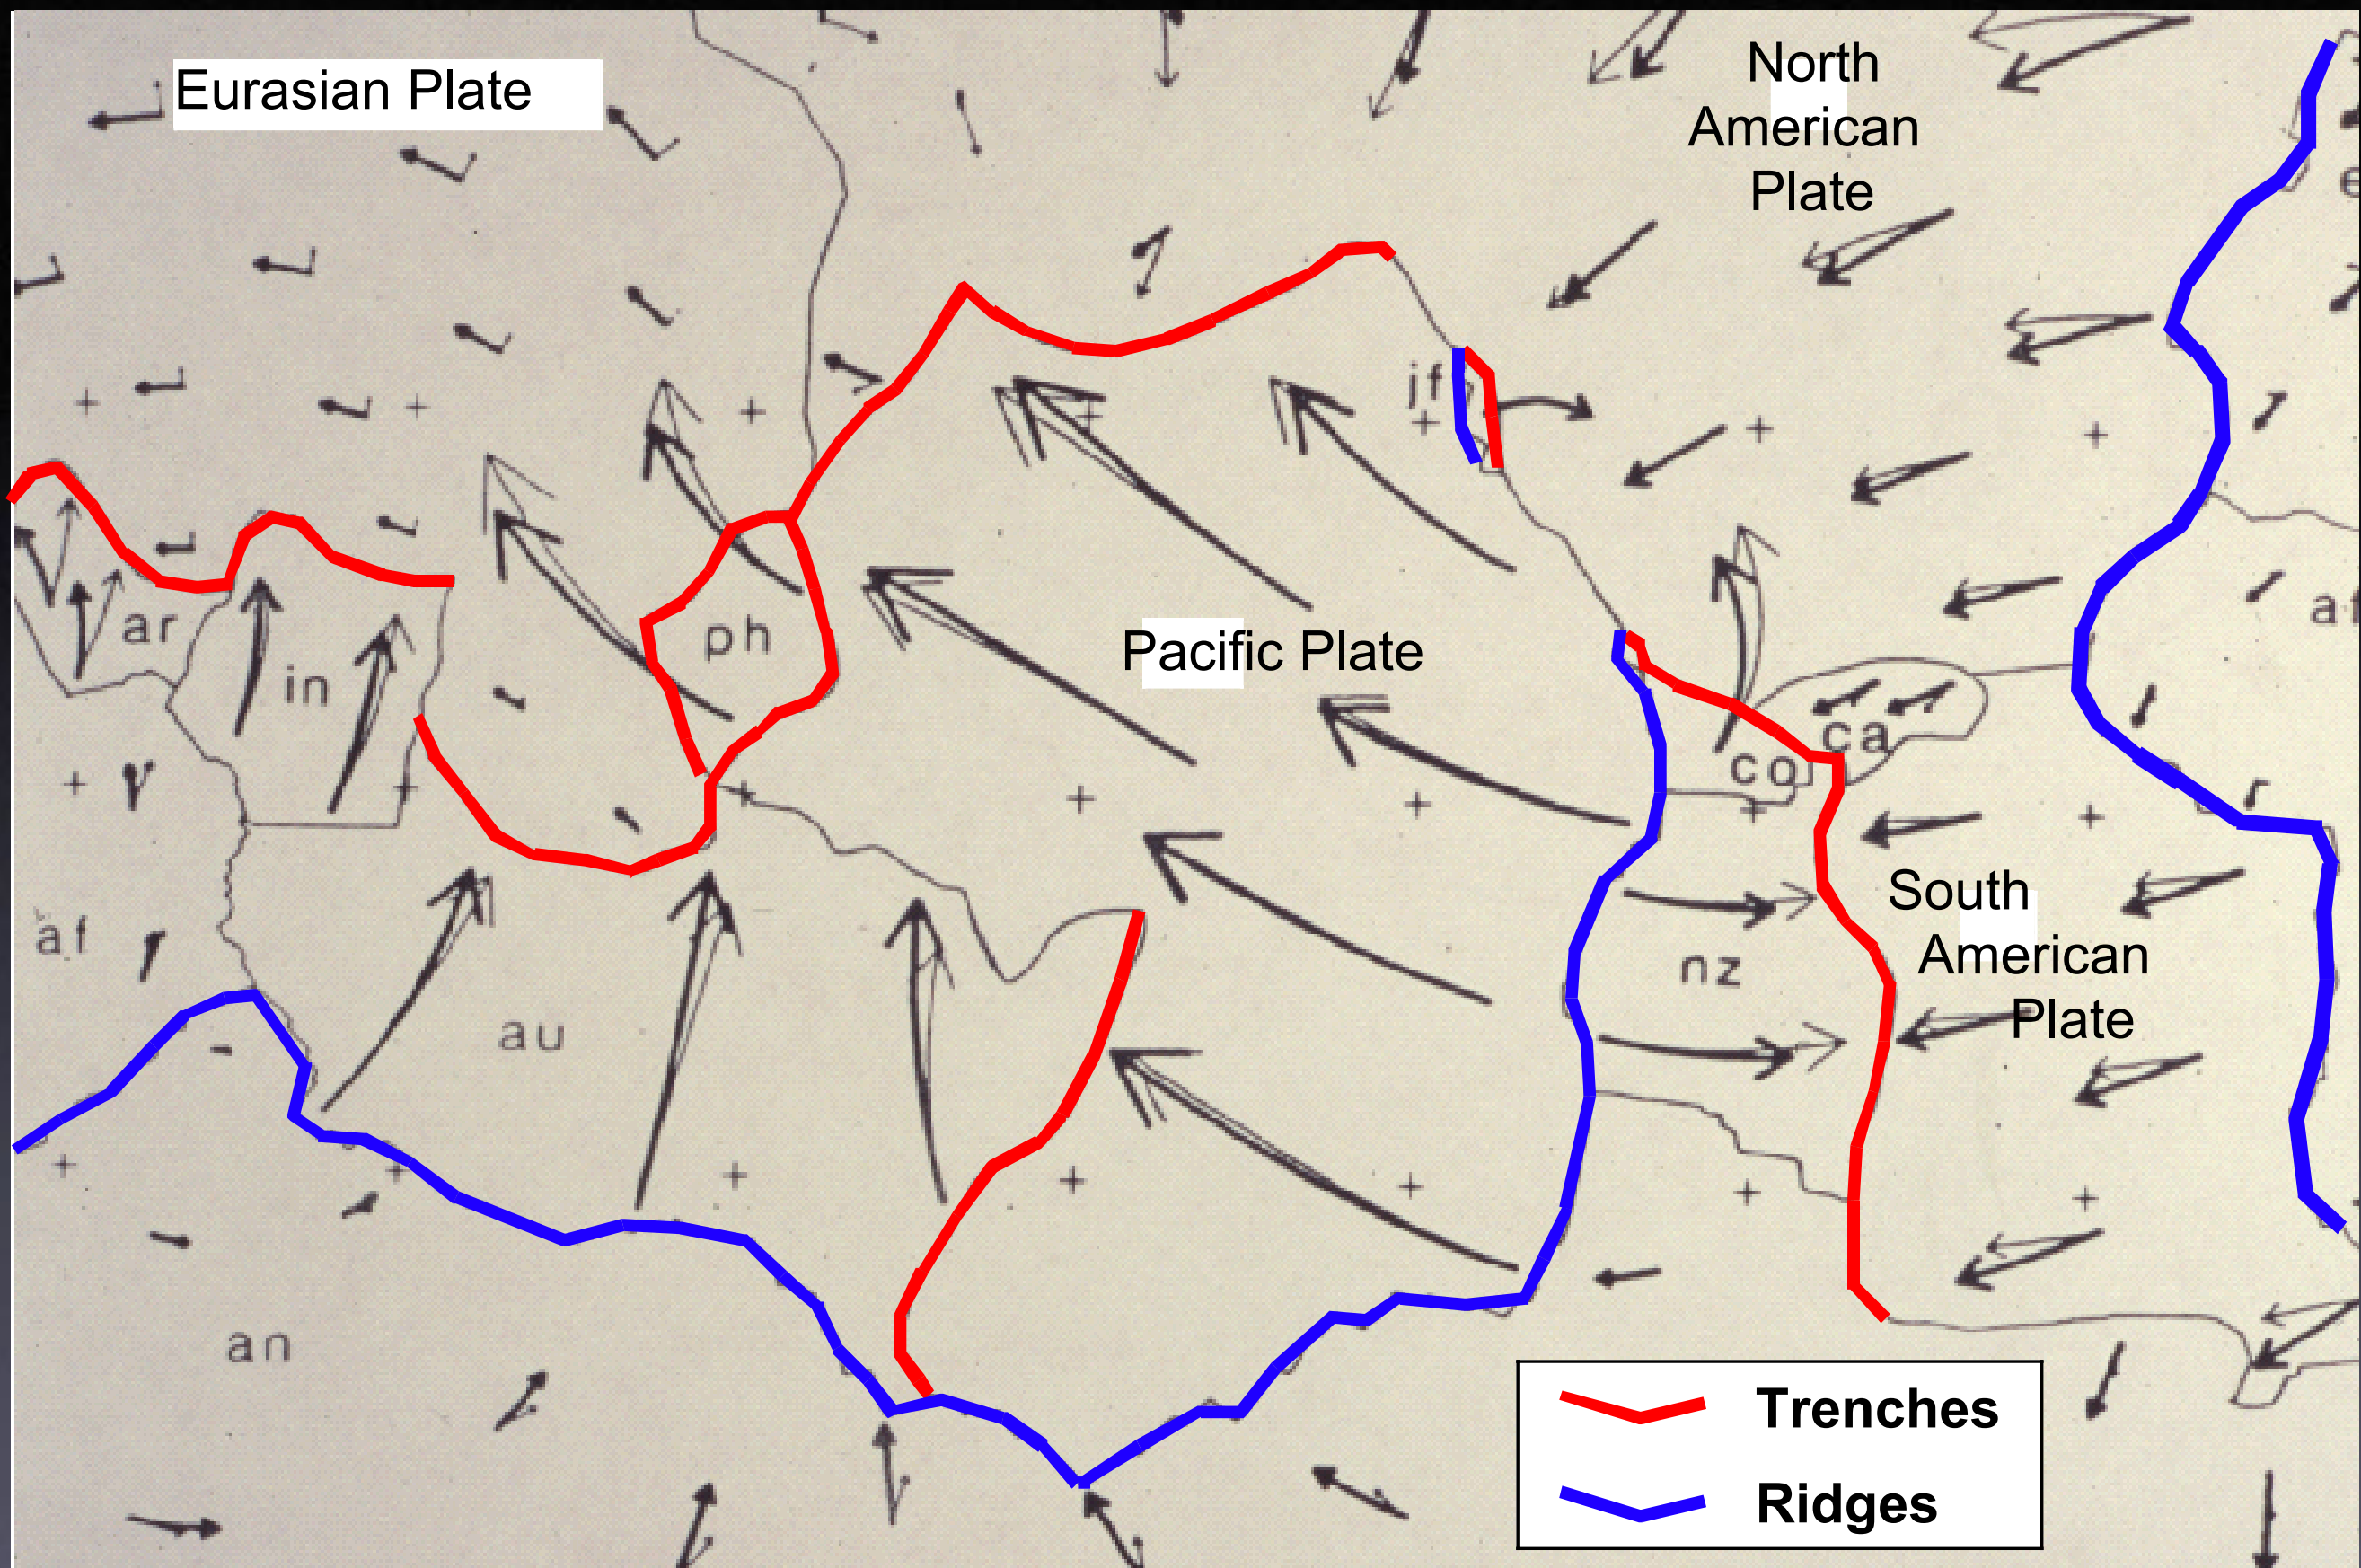 Eurasian Plate
North
American
Plate
e
jf
ar
in
ph
Pacific Plate
af
ca
co
South
American
Plate
af
nz
au
an
Trenches
Ridges